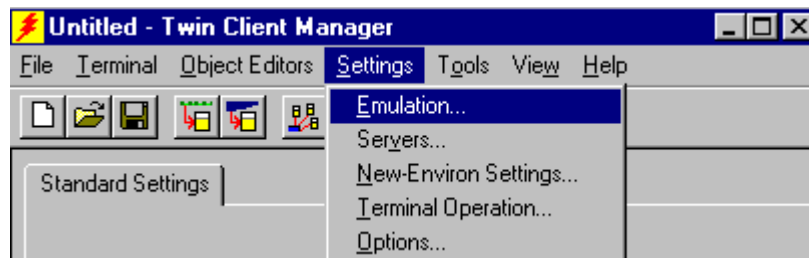 Untitled - Twin Client Manager
File Terminal Object Editors Settings Tools View Help
Emulation...
Servers...
Standard Settings
New-Environ Settings...
Terminal Operation...
Options...